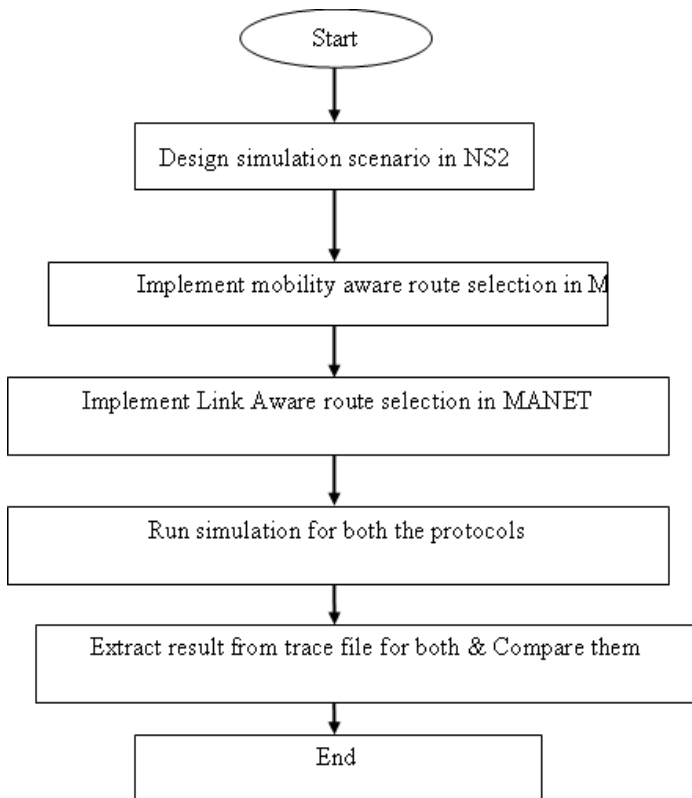 Start
Design simulation scenario in NS2
Implement mobility aware route selection in M
Implement Link Aware route selection in MANET
Run simulation for both the protocols
Extract result from trace file for both & Compare them
End